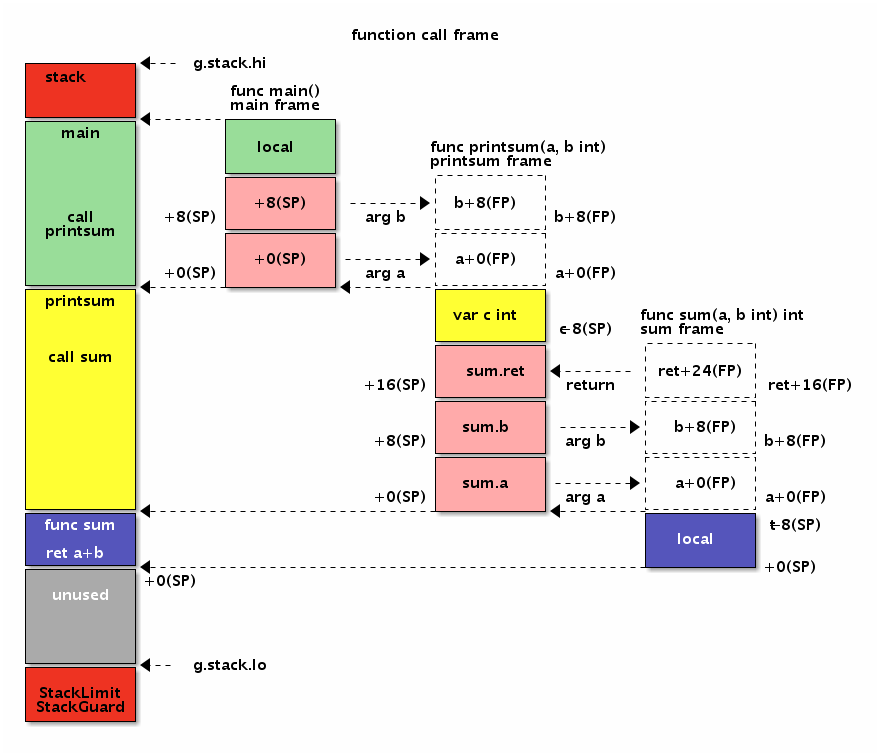 function call frame
g.stack.hi
stack
func main()
main frame
main
local
func printsum(a, b int)
printsum frame
+8(SP)
b+8(FP)
call
printsum
+8(SP)
arg b
b+8(FP)
+0(SP)
a+0(FP)
+0(SP)
arg a
a+0(FP)
printsum
var c int
func sum(a, b int) int
c-8(SP)
sum frame
call sum
sum.ret
ret+24(FP)
+16(SP)
return
ret+16(FP)
sum.b
b+8(FP)
+8(SP)
arg b
b+8(FP)
sum.a
a+0(FP)
+0(SP)
arg a
a+0(FP)
func sum
t-8(SP)
ret a+b
local
+0(SP)
+0(SP)
unused
g.stack.lo
StackLimit
StackGuard